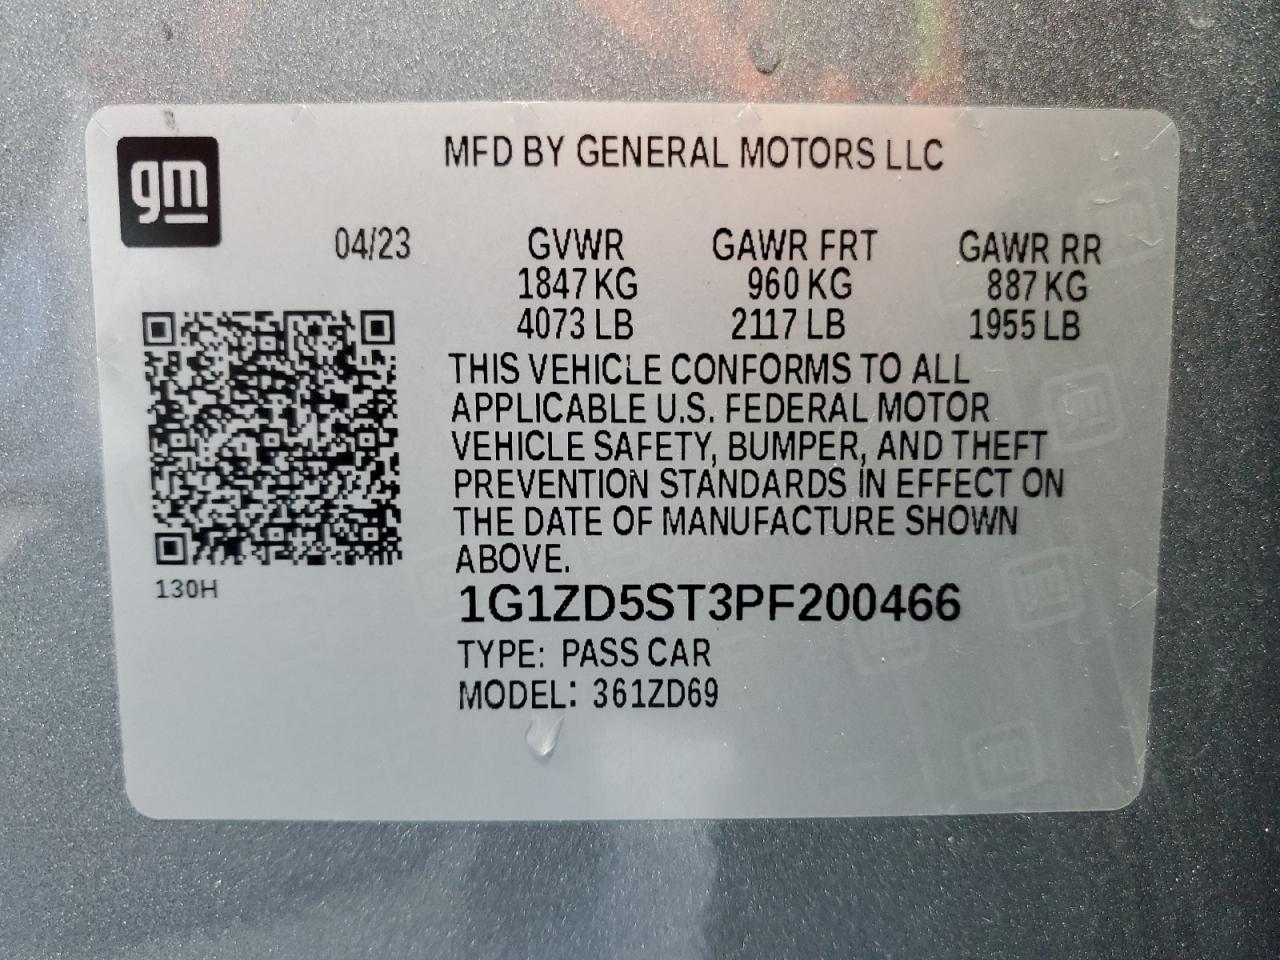 gm
MFD BY GENERAL MOTORS LLC
04/23 GVWR GAWR FRT GAWR RR
1847 KG 960 KG 887 KG
4073 LB 2117 LB 1955 LB
THIS VEHICLE CONFORMS TO ALL
APPLICABLE U.S. FEDERAL MOTOR
VEHICLE SAFETY, BUMPER, AND THEFT
PREVENTION STANDARDS IN EFFECT ON
THE DATE OF MANUFACTURE SHOWN
ABOVE.
130H
1G1ZD5ST3PF200466
TYPE: PASS CAR
MODEL: 361ZD69